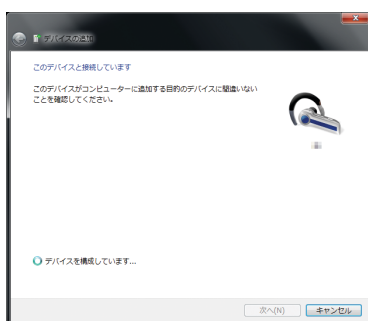 デバイスの追加
このデバイスと接続しています
このデバイスがコンピューターに追加する目的のデバイスに間違いない
ことを確認してください。
デバイスを構成しています...
次へ(N)
キャンセル